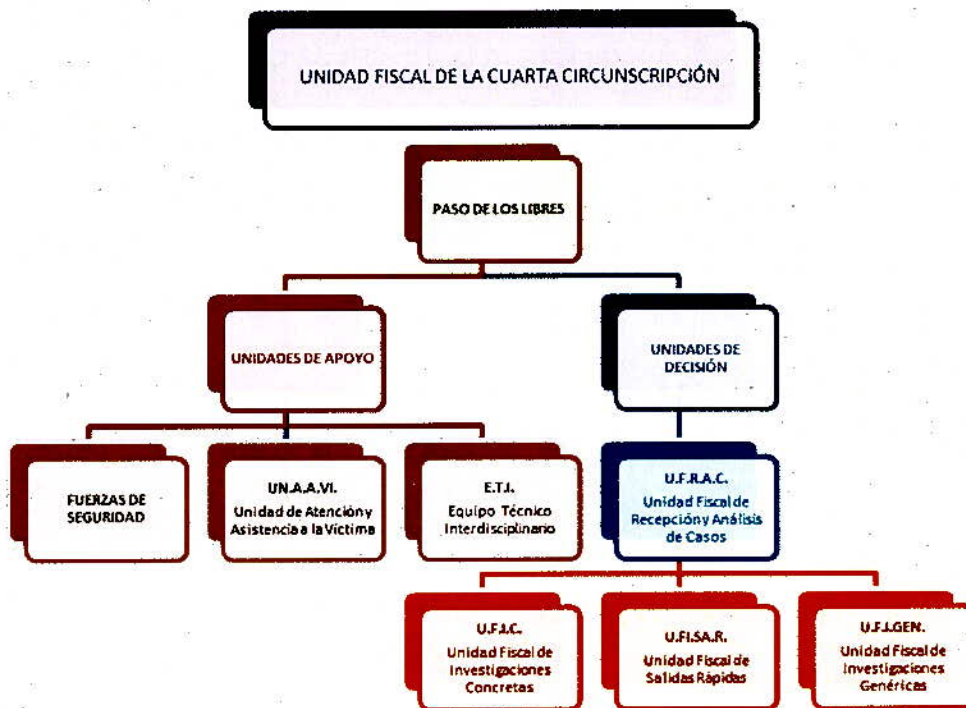 UNIDAD FISCAL DE LA CUARTA CIRCUNSCRIPCIÓN
PASO DE LOS LIBRES
UNIDADES DE APOYO
UNIDADES DE
DECISIÓN
FUERZAS DE
SEGURIDAD
UN.A.A.VI.
Unidad de Atención y
Asistencia a la Víctima
E.T.I.
Equipo Técnico
Interdisciplinario
U.F.R.A.C.
Unidad Fiscal de
Recepción y Análisis
de Casos
U.F.I.C.
Unidad Fiscal de
Investigaciones
Concretas
U.FI.SA.R.
Unidad Fiscal de
Salidas Rápidas
U.F.I.GEN.
Unidad Fiscal de
Investigaciones
Genéricas